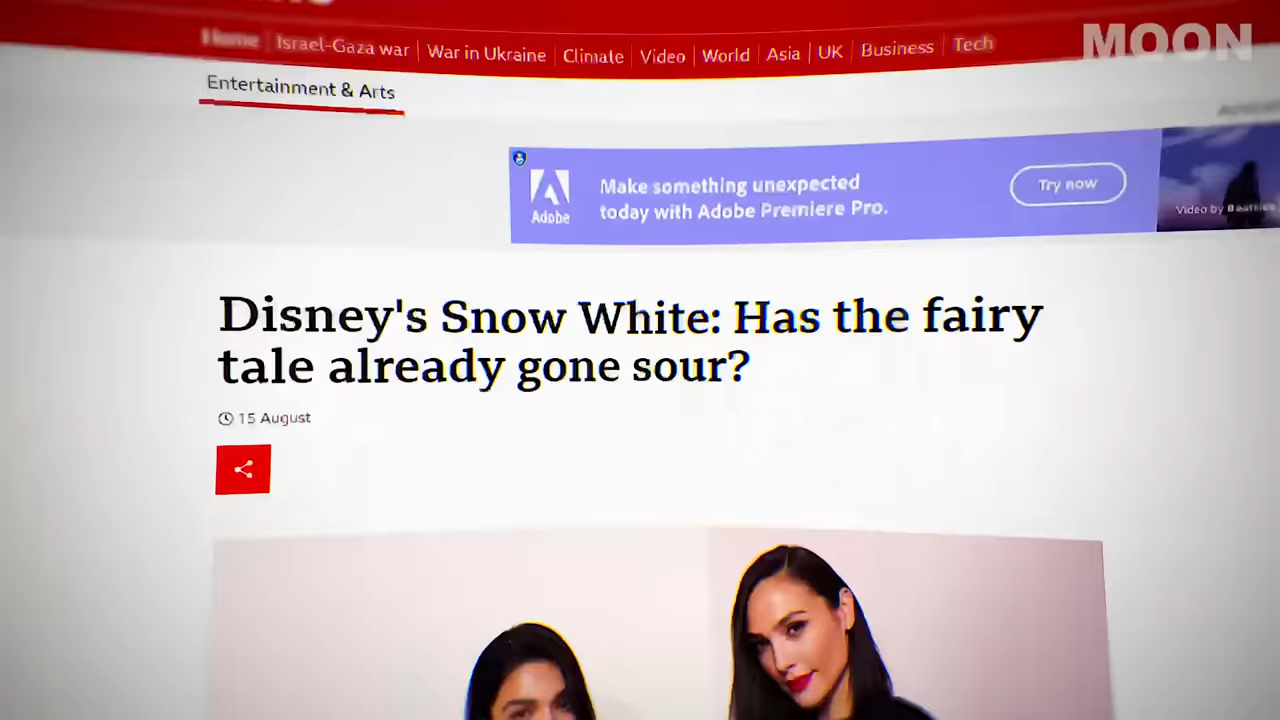 MOON
Home Israel-Gaza war War in Ukraine Climate Video World Asia UK Business Tech
Entertainment & Arts
Make something unexpected
today with Adobe Premiere Pro.
Adobe
Try now
Video by
Disney's Snow White: Has the fairy
tale already gone sour?
15 August